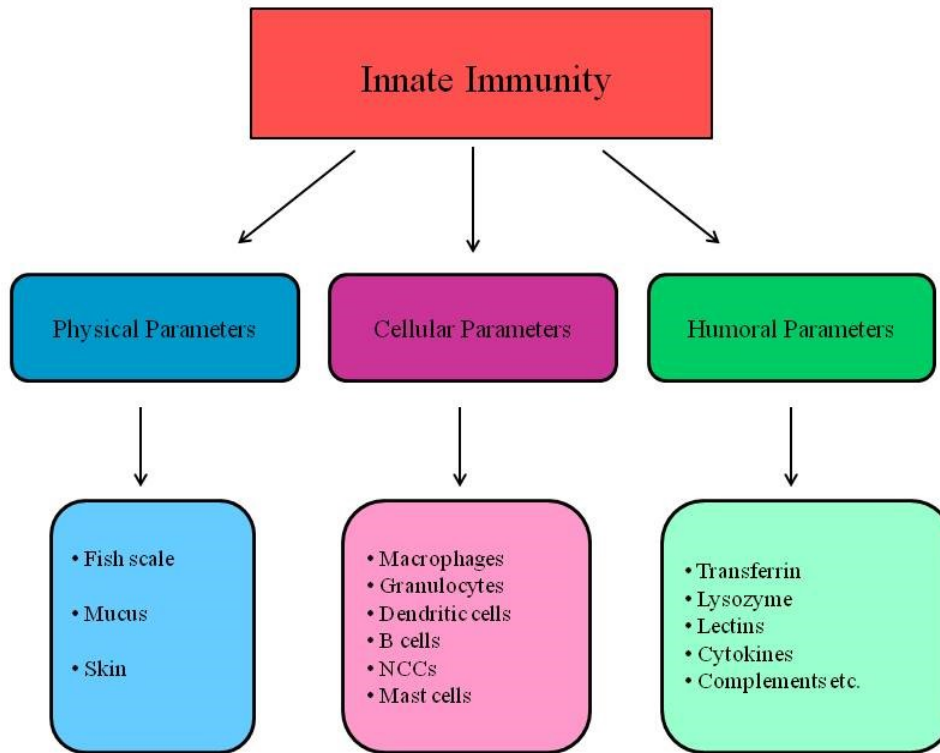 Innate Immunity
Physical Parameters
Cellular Parameters
Humoral Parameters
• Fish scale
• Mucus
• Skin
• Macrophages
• Granulocytes
• Dendritic cells
• B cells
• NCCs
• Mast cells
• Transferrin
• Lysozyme
• Lectins
• Cytokines
• Complements etc.